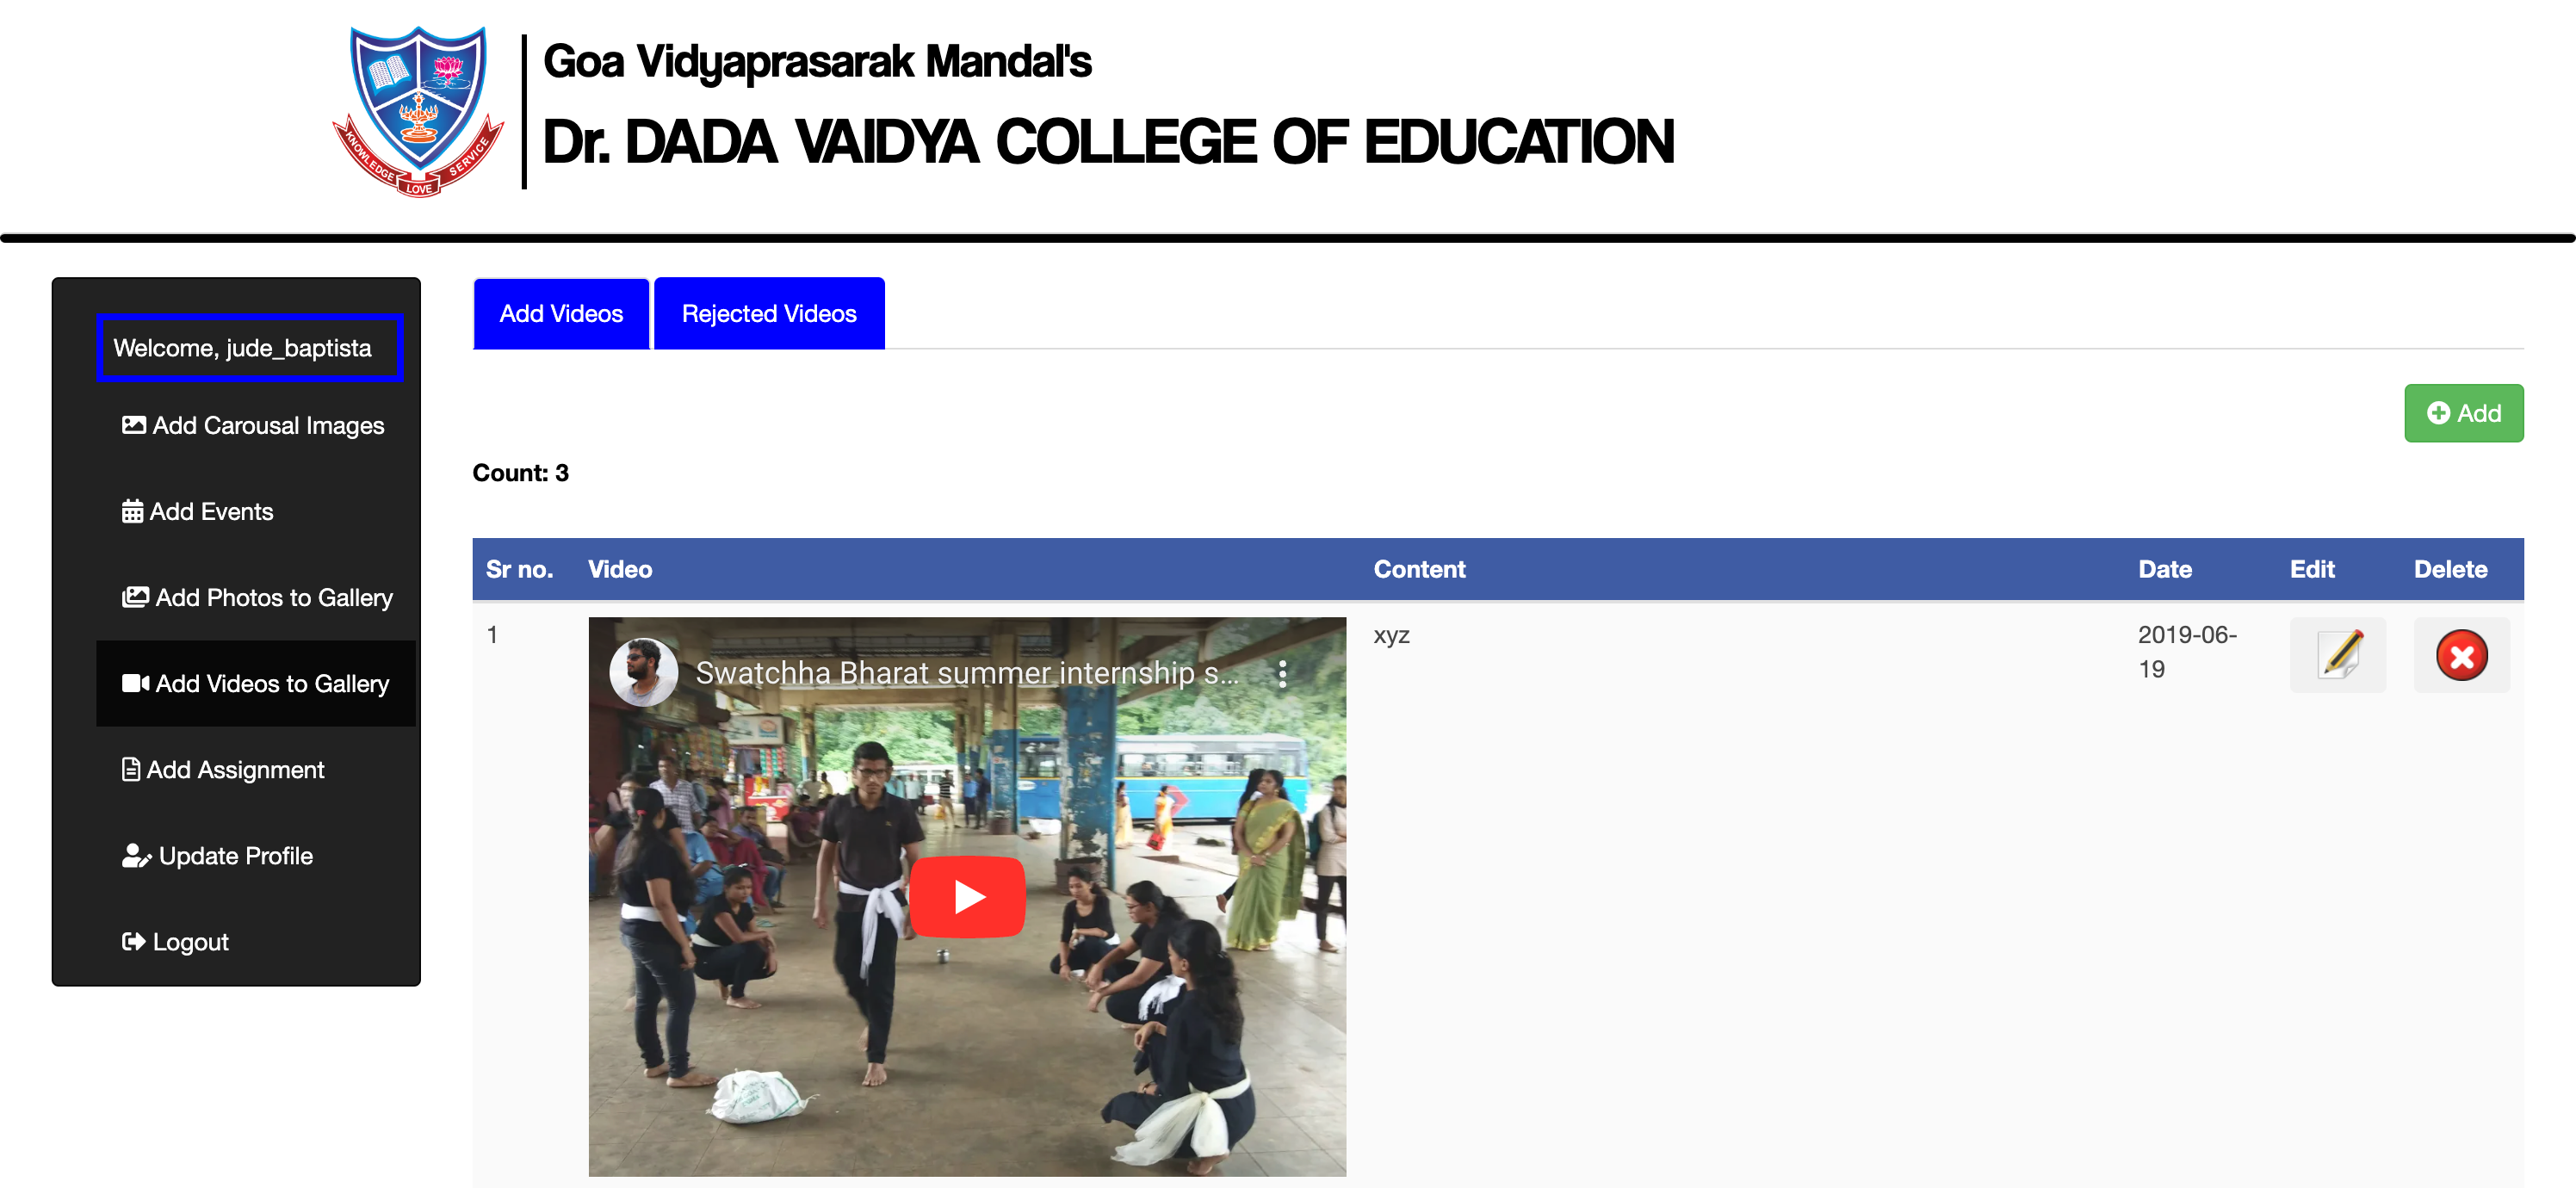 Goa Vidyaprasarak Mandal's
Dr. DADA VAIDYA COLLEGE OF EDUCATION
KNOWLEDGE LOVE SERVICE
Welcome, jude_baptista
Add Carousal Images
Add Events
Add Photos to Gallery
Add Videos to Gallery
Add Assignment
Update Profile
Logout
Add Videos Rejected Videos
Add
Count: 3
Sr no. Video Content Date Edit Delete
1 Swatchha Bharat summer internship s... xyz 2019-06-
19